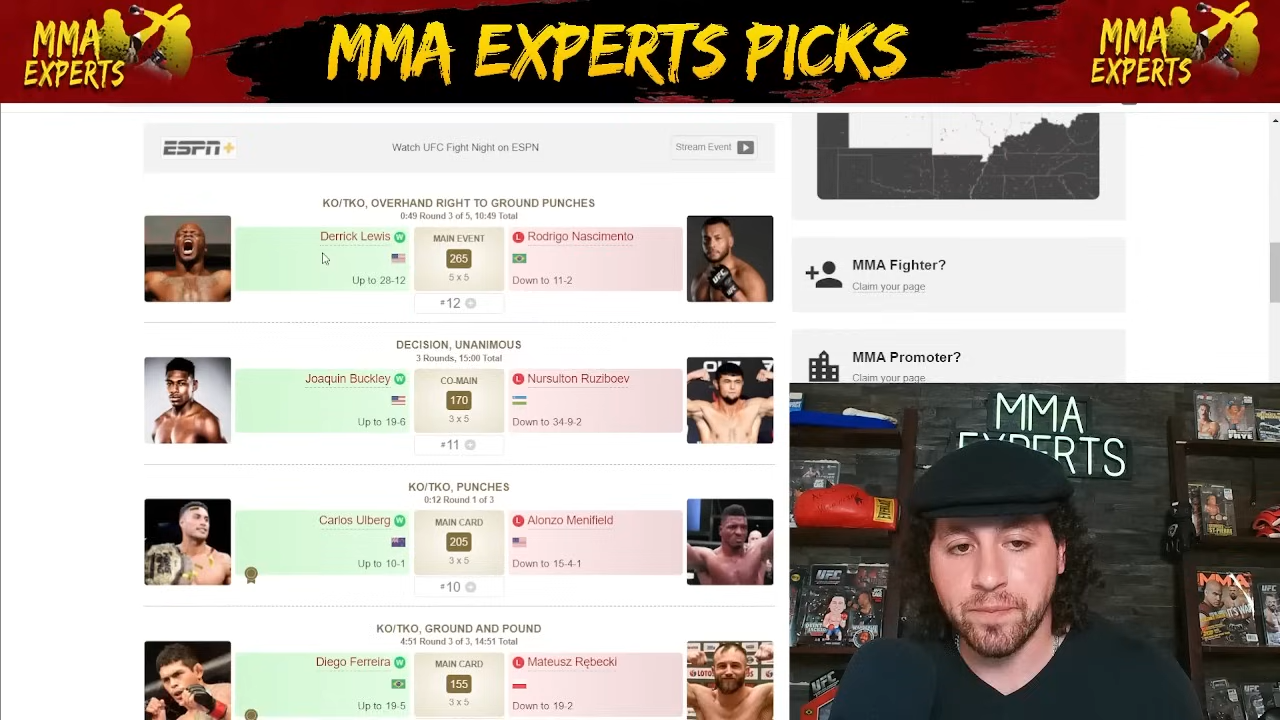 MMA
EXPERTS
MMA EXPERTS PICKS
MMA
EXPERTS
ESPN+
Watch UFC Fight Night on ESPN
Stream Event
KO/TKO, OVERHAND RIGHT TO GROUND PUNCHES
0:49 Round 3 of 5, 10:49 Total
Derrick Lewis W
MAIN EVENT
L Rodrigo Nascimento
265
Up to 28-12
5 x 5
Down to 11-2
#12
DECISION, UNANIMOUS
3 Rounds, 15:00 Total
Joaquin Buckley W
CO-MAIN
L Nursulton Ruziboev
170
Up to 19-6
3 x 5
Down to 34-9-2
#11
KO/TKO, PUNCHES
0:12 Round 1 of 3
Carlos Ulberg W
MAIN CARD
L Alonzo Menifield
205
Up to 10-1
3 x 5
Down to 15-4-1
#10
KO/TKO, GROUND AND POUND
4:51 Round 3 of 3, 14:51 Total
Diego Ferreira W
MAIN CARD
L Mateusz Rębecki
155
Up to 19-5
3 x 5
Down to 19-2
MMA Fighter?
Claim your page
MMA Promoter?
Claim your page
MMA
EXPERTS
UFC
MMA
UFC